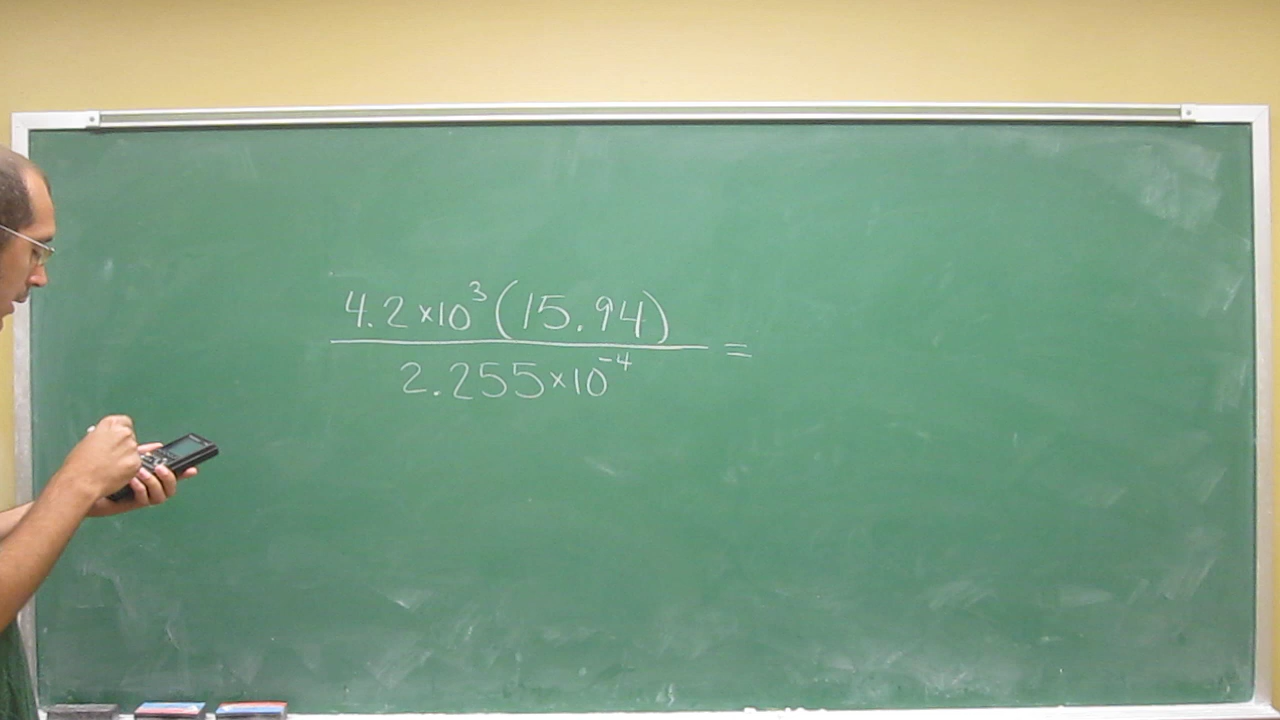 4.2×10³(15.94)
2.255×10⁻⁴ =